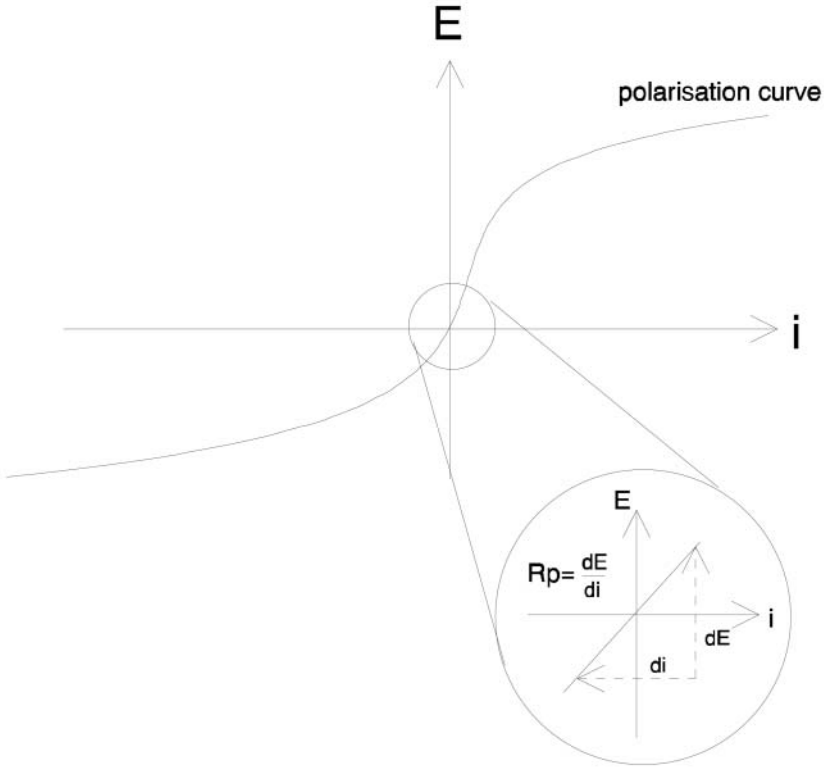 E
polarisation curve
i
E
Rp= dE
di
i
dE
di